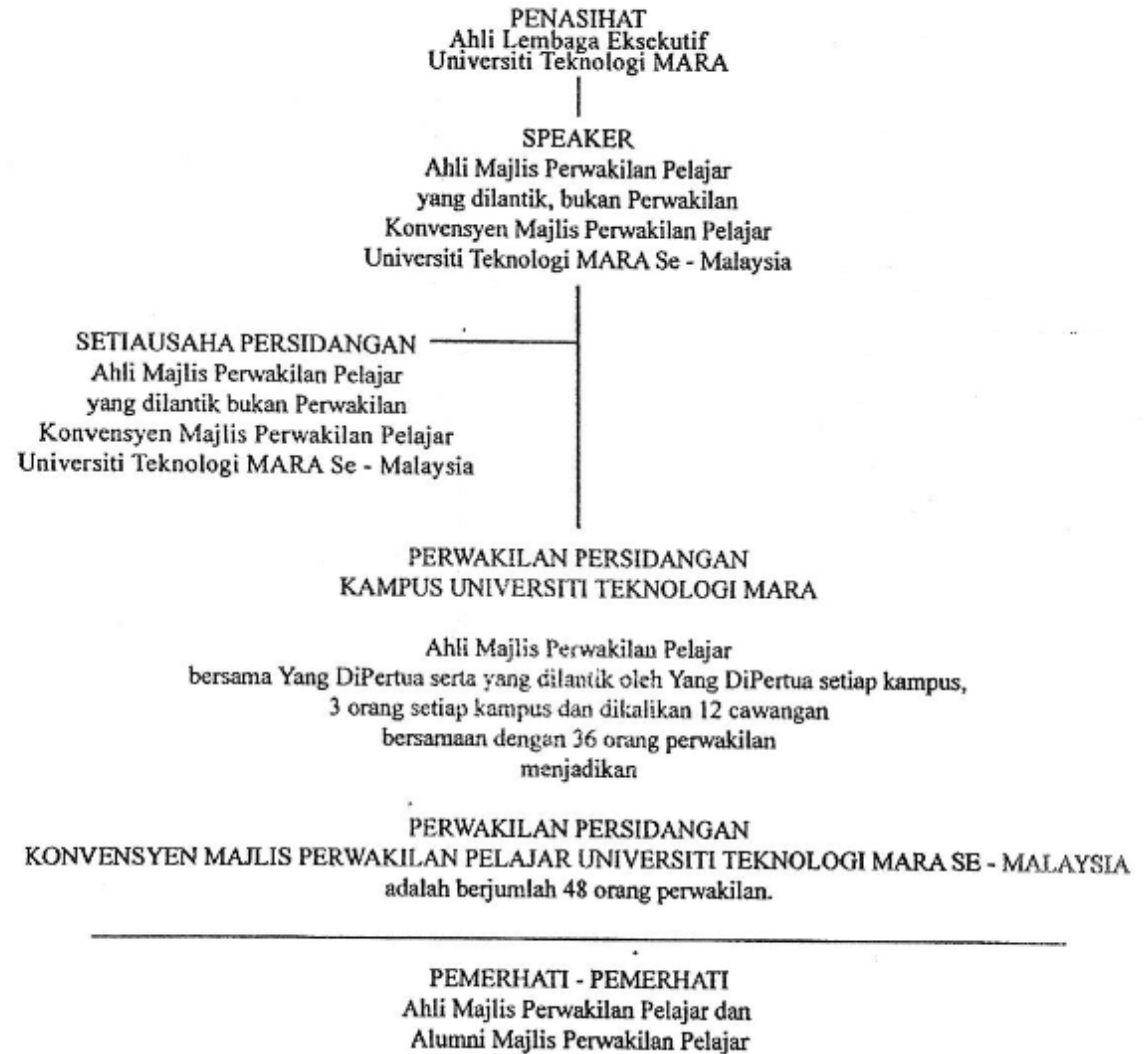 PENASIHAT
Ahli Lembaga Eksekutif
Universiti Teknologi MARA
SPEAKER
Ahli Majlis Perwakilan Pelajar
yang dilantik, bukan Perwakilan
Konvensyen Majlis Perwakilan Pelajar
Universiti Teknologi MARA Se - Malaysia
SETIAUSAHA PERSIDANGAN
Ahli Majlis Perwakilan Pelajar
yang dilantik bukan Perwakilan
Konvensyen Majlis Perwakilan Pelajar
Universiti Teknologi MARA Se - Malaysia
PERWAKILAN PERSIDANGAN
KAMPUS UNIVERSITI TEKNOLOGI MARA
Ahli Majlis Perwakilan Pelajar
bersama Yang DiPertua serta yang dilantik oleh Yang DiPertua setiap kampus,
3 orang setiap kampus dan dikalikan 12 cawangan
bersamaan dengan 36 orang perwakilan
menjadikan
PERWAKILAN PERSIDANGAN
KONVENSYEN MAJLIS PERWAKILAN PELAJAR UNIVERSITI TEKNOLOGI MARA SE - MALAYSIA
adalah berjumlah 48 orang perwakilan.
PEMERHATI - PEMERHATI
Ahli Majlis Perwakilan Pelajar dan
Alumni Majlis Perwakilan Pelajar